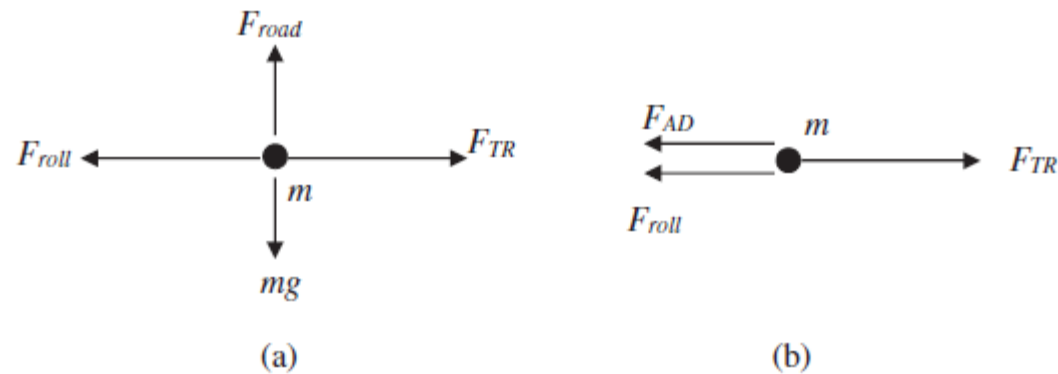 F_road
F_roll
F_TR
m
mg
(a)
F_AD
m
F_TR
F_roll
(b)